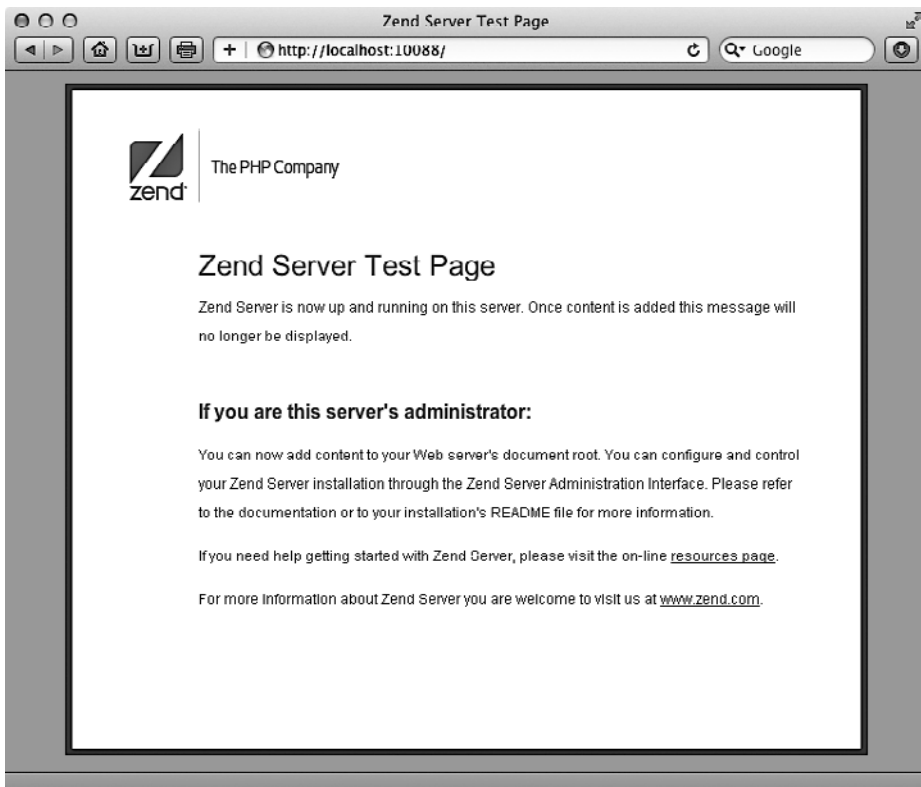 Zend Server Test Page
http://localhost:10088/
Google
zend
The PHP Company
Zend Server Test Page
Zend Server is now up and running on this server. Once content is added this message will
no longer be displayed.
If you are this server's administrator:
You can now add content to your Web server's document root. You can configure and control
your Zend Server installation through the Zend Server Administration Interface. Please refer
to the documentation or to your installation's README file for more information.
If you need help getting started with Zend Server, please visit the on-line resources page.
For more information about Zend Server you are welcome to visit us at www.zend.com.